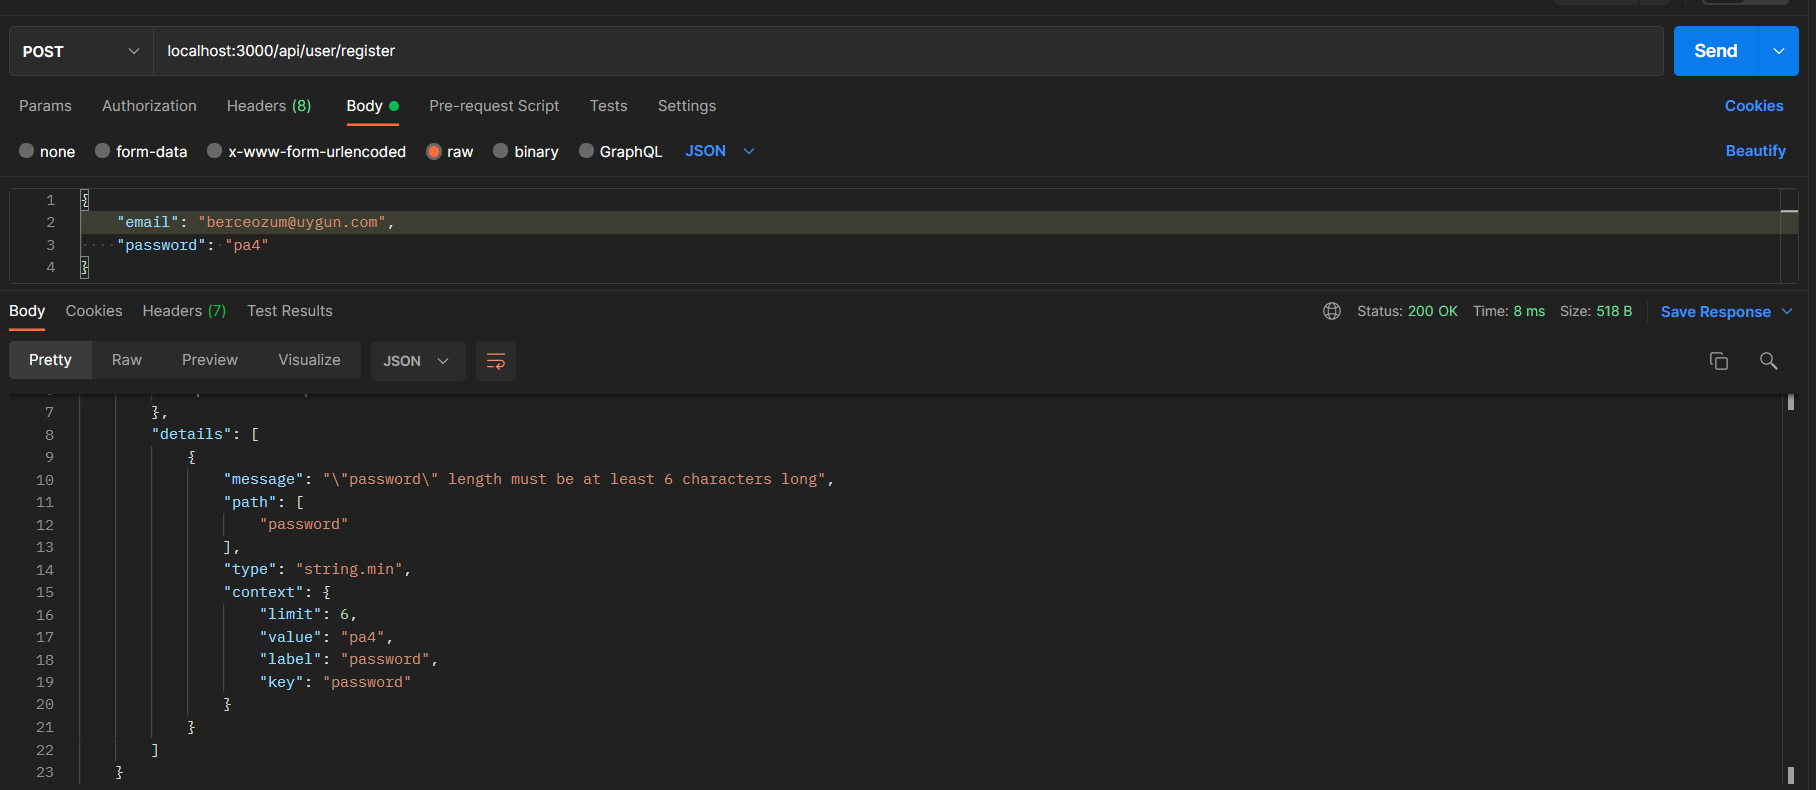 POST localhost:3000/api/user/register Send
Params Authorization Headers (8) Body Pre-request Script Tests Settings Cookies
none form-data x-www-form-urlencoded raw binary GraphQL JSON Beautify
1 {
2 "email": "berceozum@uygun.com",
3 "password": "pa4"
4 }
Body Cookies Headers (7) Test Results Status: 200 OK Time: 8 ms Size: 518 B Save Response
Pretty Raw Preview Visualize JSON
7 },
8 "details": [
9 {
10 "message": "\"password\" length must be at least 6 characters long",
11 "path": [
12 "password"
13 ],
14 "type": "string.min",
15 "context": {
16 "limit": 6,
17 "value": "pa4",
18 "label": "password",
19 "key": "password"
20 }
21 }
22 ]
23 }